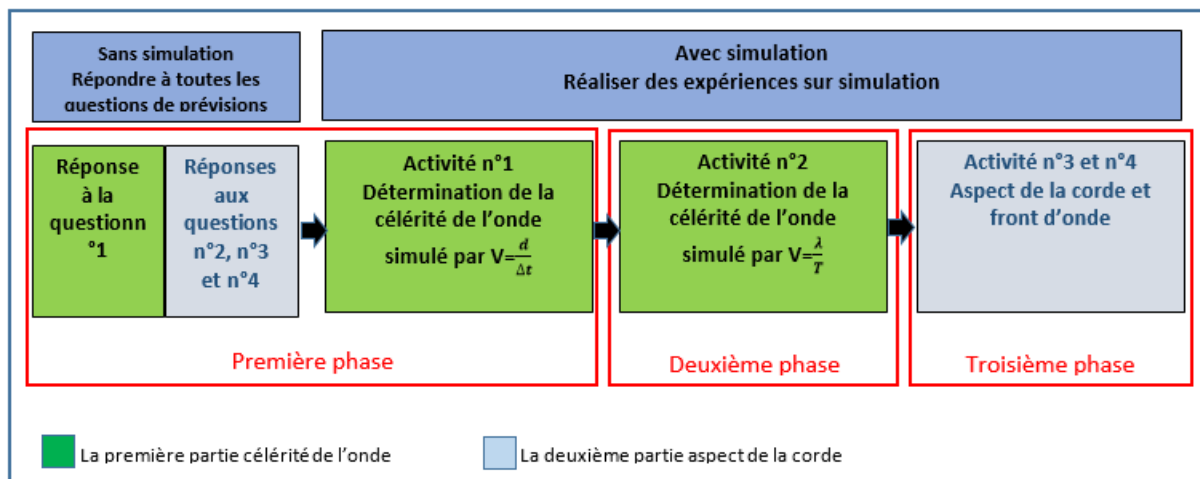 Sans simulation
Répondre à toutes les
questions de prévisions
Avec simulation
Réaliser des expériences sur simulation
Réponse
à la
questionn
°1
Réponses
aux
questions
n°2, n°3
et n°4
Activité n°1
Détermination de la
célérité de l'onde
simulé par V=d/Δt
Activité n°2
Détermination de la
célérité de l'onde
simulé par V=λ/T
Activité n°3 et n°4
Aspect de la corde et
front d'onde
Première phase
Deuxième phase
Troisième phase
La première partie célérité de l'onde
La deuxième partie aspect de la corde